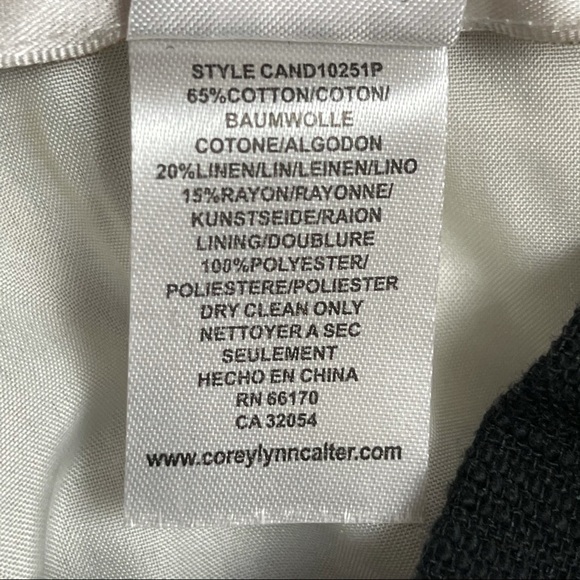 STYLE CAND10251P
65%COTTON/COTON/
BAUMWOLLE
COTONE/ALGODON
20%LINEN/LIN/LEINEN/LINO
15%RAYON/RAYONNE/
KUNSTSEIDE/RAION
LINING/DOUBLURE
100%POLYESTER/
POLIESTERE/POLIESTER
DRY CLEAN ONLY
NETTOYER A SEC
SEULEMENT
HECHO EN CHINA
RN 66170
CA 32054
www.coreylynncalter.com